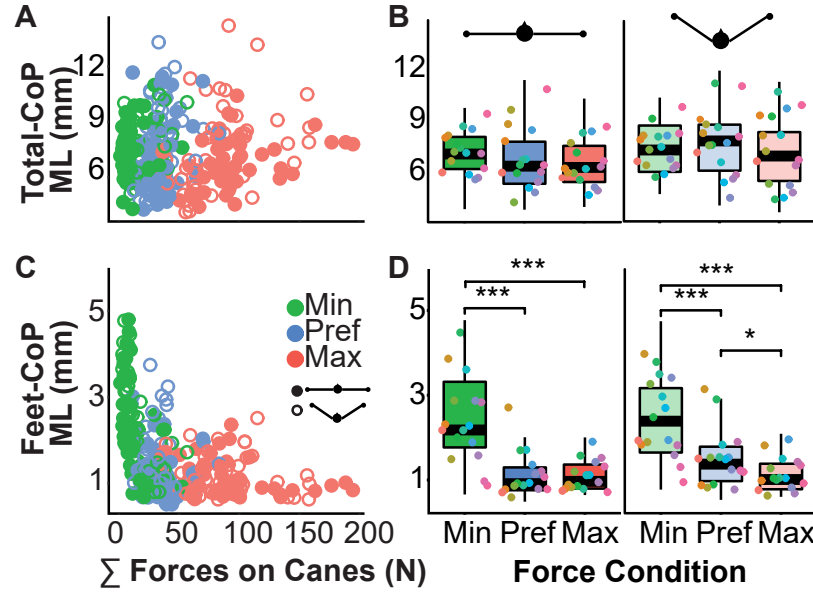 A
B
Total-CoP
ML (mm)
12
9
6
12
9
6
C
D
Feet-CoP
ML (mm)
5
3
1
Min
Pref
Max
0 50 100 150 200
∑ Forces on Canes (N)
5
3
1
***
***
***
***
*
Min Pref Max
Min Pref Max
Force Condition